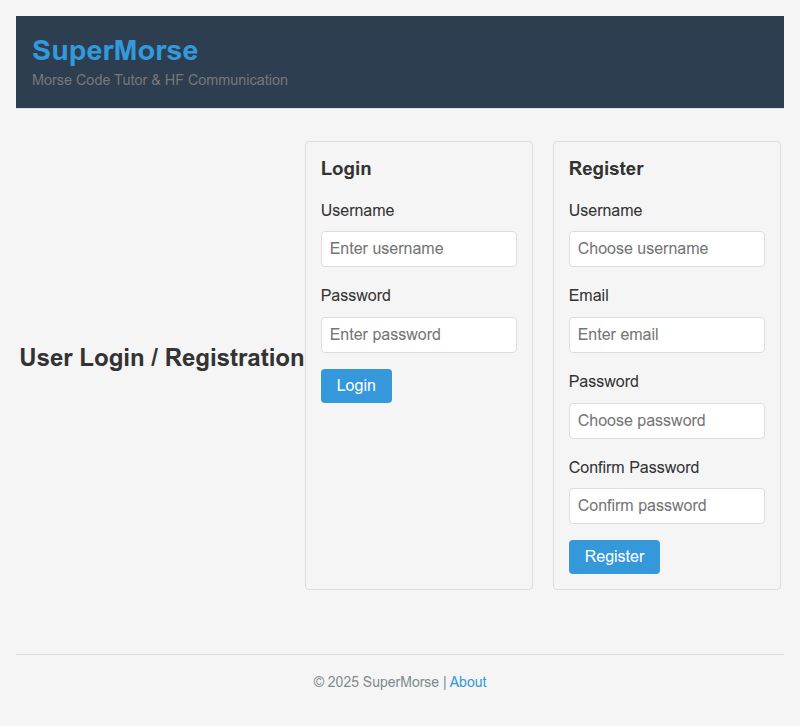 SuperMorse
Morse Code Tutor & HF Communication
User Login / Registration
Login
Username
Enter username
Password
Enter password
Login
Register
Username
Choose username
Email
Enter email
Password
Choose password
Confirm Password
Confirm password
Register
© 2025 SuperMorse | About